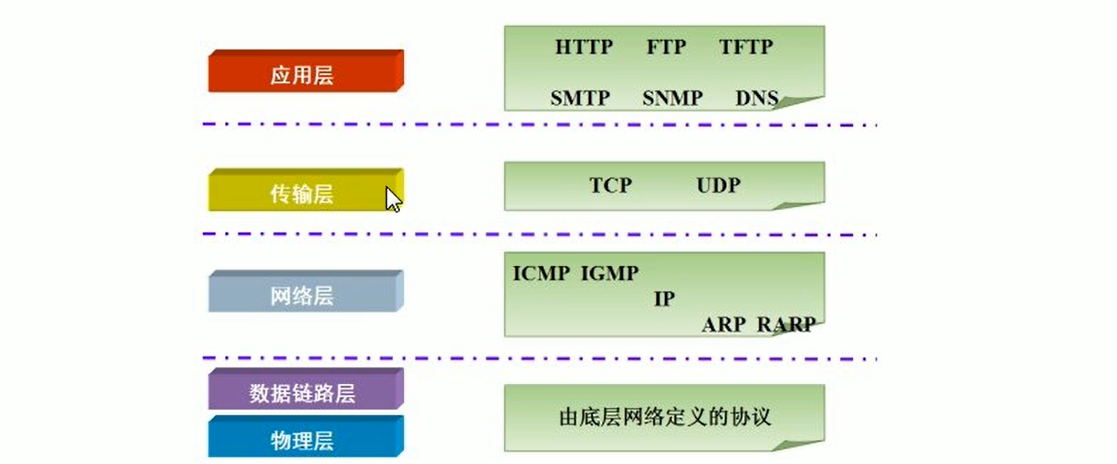 应用层
HTTP FTP TFTP
SMTP SNMP DNS
传输层
TCP UDP
网络层
ICMP IGMP
IP
ARP RARP
数据链路层
物理层
由底层网络定义的协议